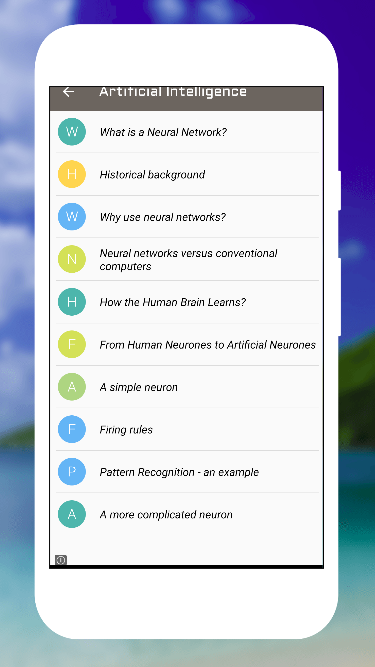 Artificial Intelligence
W What is a Neural Network?
H Historical background
W Why use neural networks?
N Neural networks versus conventional
computers
H How the Human Brain Learns?
F From Human Neurones to Artificial Neurones
A A simple neuron
F Firing rules
P Pattern Recognition - an example
A A more complicated neuron